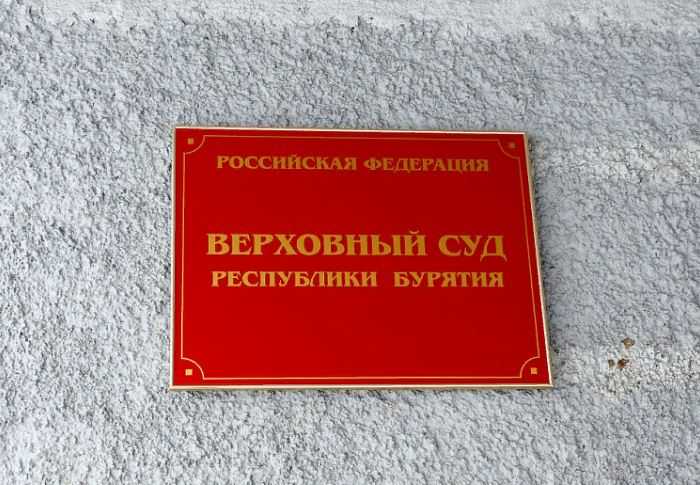 РОССИЙСКАЯ ФЕДЕРАЦИЯ
ВЕРХОВНЫЙ СУД
РЕСПУБЛИКИ БУРЯТИЯ